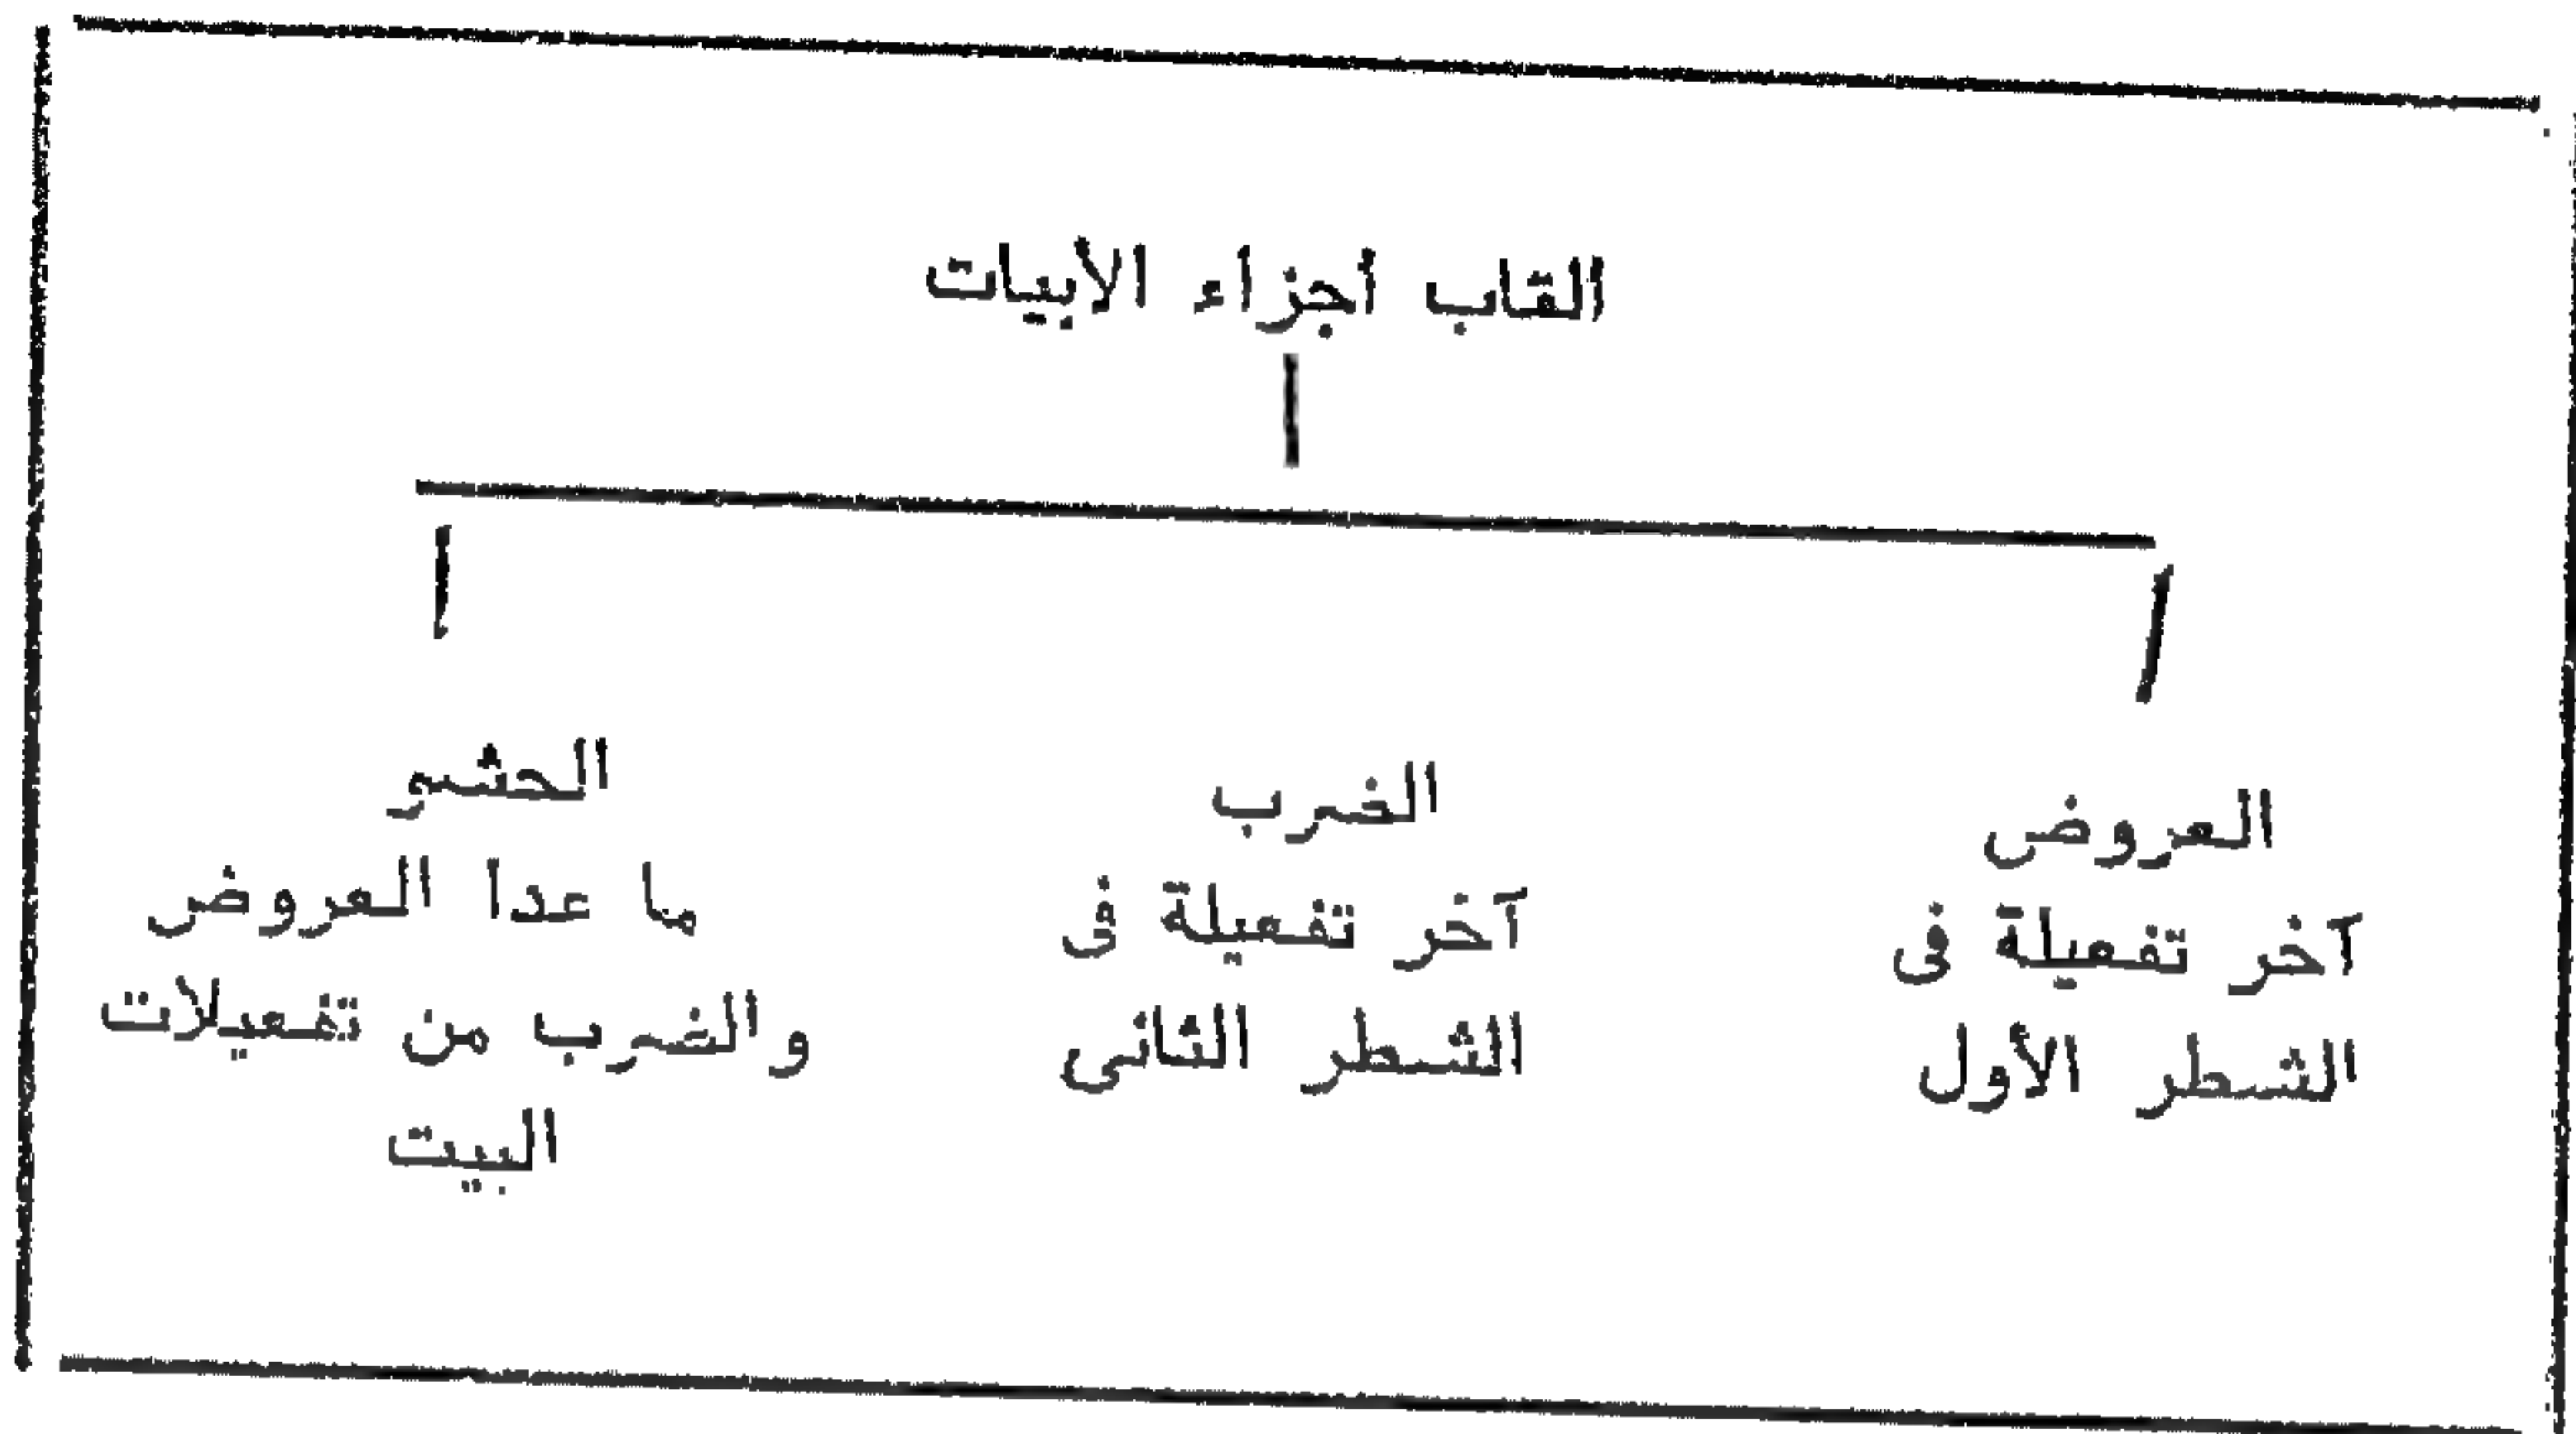 القاب أجزاء الأبيات
العروض
آخر تفعيلة فى
الشطر الأول
الضرب
آخر تفعيلة فى
الشطر الثانى
الحشو
ما عدا العروض
والضرب من تفعيلات
البيت